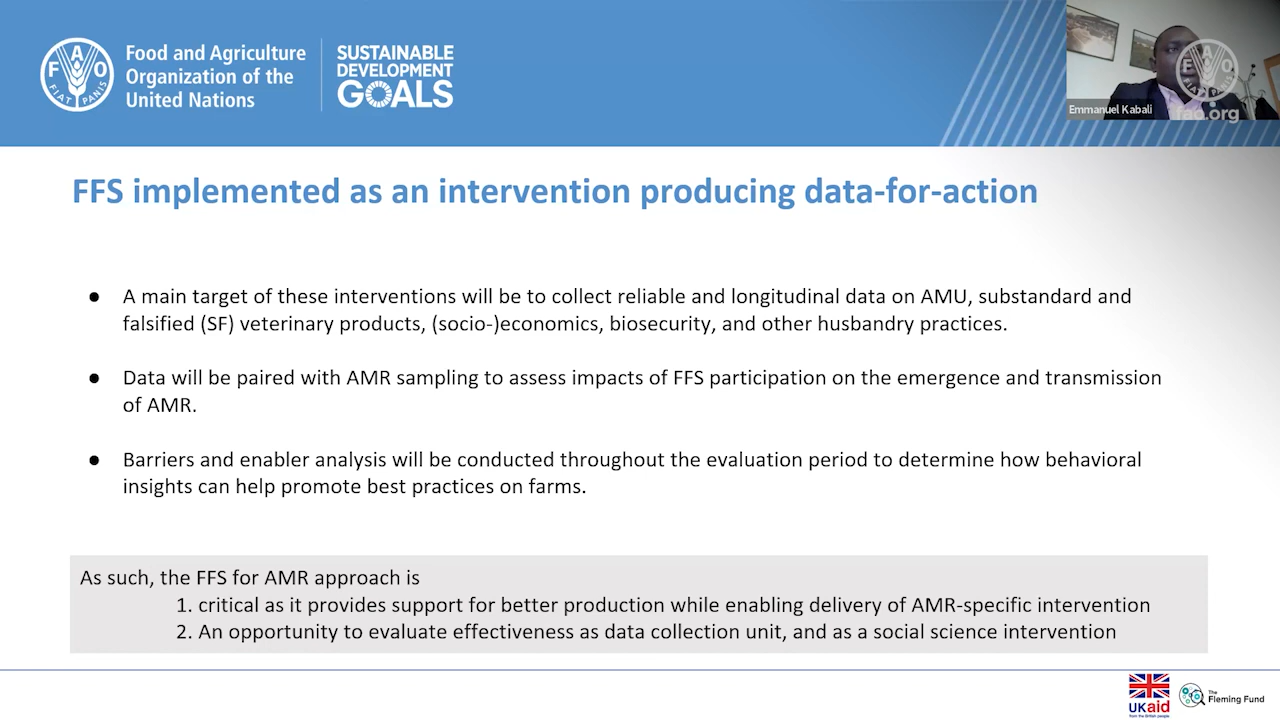 Food and Agriculture
Organization of the
United Nations
FAO
FIAT PANIS
SUSTAINABLE
DEVELOPMENT
GOALS
FAO
fao.org
Emmanuel Kabali
FFS implemented as an intervention producing data-for-action
● A main target of these interventions will be to collect reliable and longitudinal data on AMU, substandard and
falsified (SF) veterinary products, (socio-)economics, biosecurity, and other husbandry practices.
● Data will be paired with AMR sampling to assess impacts of FFS participation on the emergence and transmission
of AMR.
● Barriers and enabler analysis will be conducted throughout the evaluation period to determine how behavioral
insights can help promote best practices on farms.
As such, the FFS for AMR approach is
1. critical as it provides support for better production while enabling delivery of AMR-specific intervention
2. An opportunity to evaluate effectiveness as data collection unit, and as a social science intervention
UKaid
from the British people
The
Fleming Fund